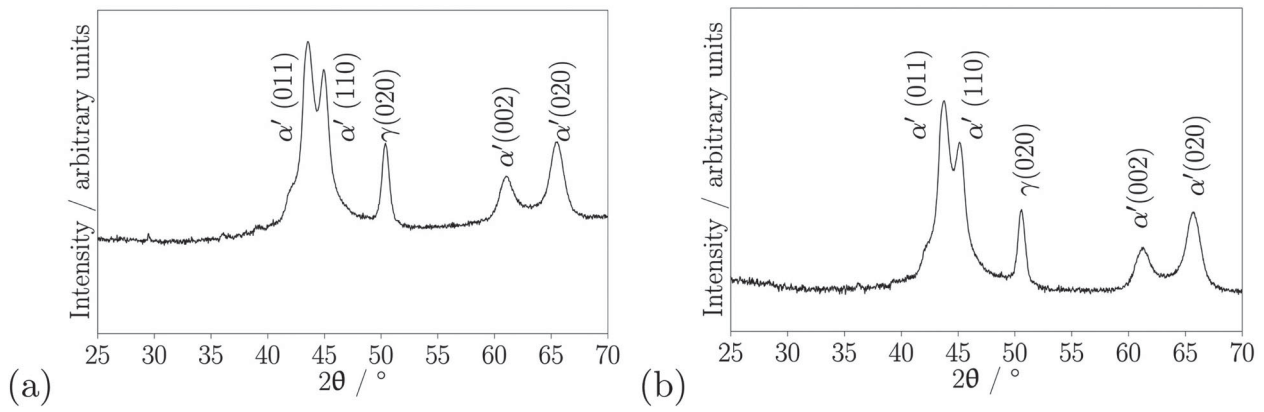 Intensity / arbitrary units
α′(011)
α′(110)
γ(020)
α′(002)
α′(020)
25 30 35 40 45 50 55 60 65 70
2θ / °
(a)
Intensity / arbitrary units
α′(011)
α′(110)
γ(020)
α′(002)
α′(020)
25 30 35 40 45 50 55 60 65 70
2θ / °
(b)